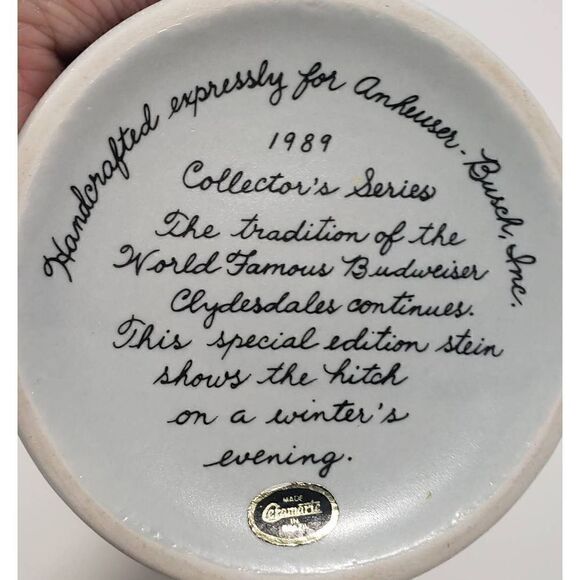 Handcrafted expressly for Anheuser-Busch, Inc.
1989
Collector's Series
The tradition of the
World Famous Budweiser
Clydesdales continues.
This special edition stein
shows the hitch
on a winter's
evening.
MADE
Ceramarte
IN